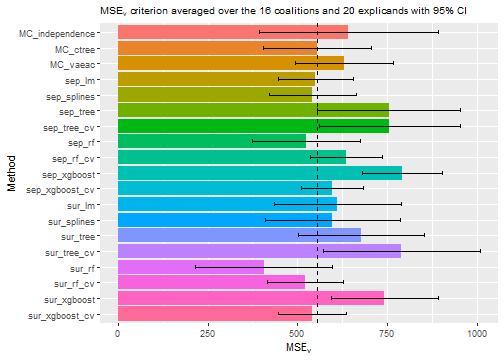 MSEᵥ criterion averaged over the 16 coalitions and 20 explicands with 95% CI
Method
MC_independence
MC_ctree
MC_vaeac
sep_lm
sep_splines
sep_tree
sep_tree_cv
sep_rf
sep_rf_cv
sep_xgboost
sep_xgboost_cv
sur_lm
sur_splines
sur_tree
sur_tree_cv
sur_rf
sur_rf_cv
sur_xgboost
sur_xgboost_cv
0 250 500 750 1000
MSEᵥ